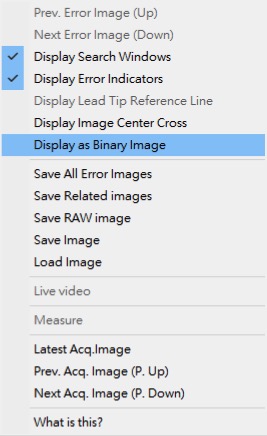 Prev. Error Image (Up)
Next Error Image (Down)
Display Search Windows
Display Error Indicators
Display Lead Tip Reference Line
Display Image Center Cross
Display as Binary Image
Save All Error Images
Save Related images
Save RAW image
Save Image
Load Image
Live video
Measure
Latest Acq.Image
Prev. Acq. Image (P. Up)
Next Acq. Image (P. Down)
What is this?